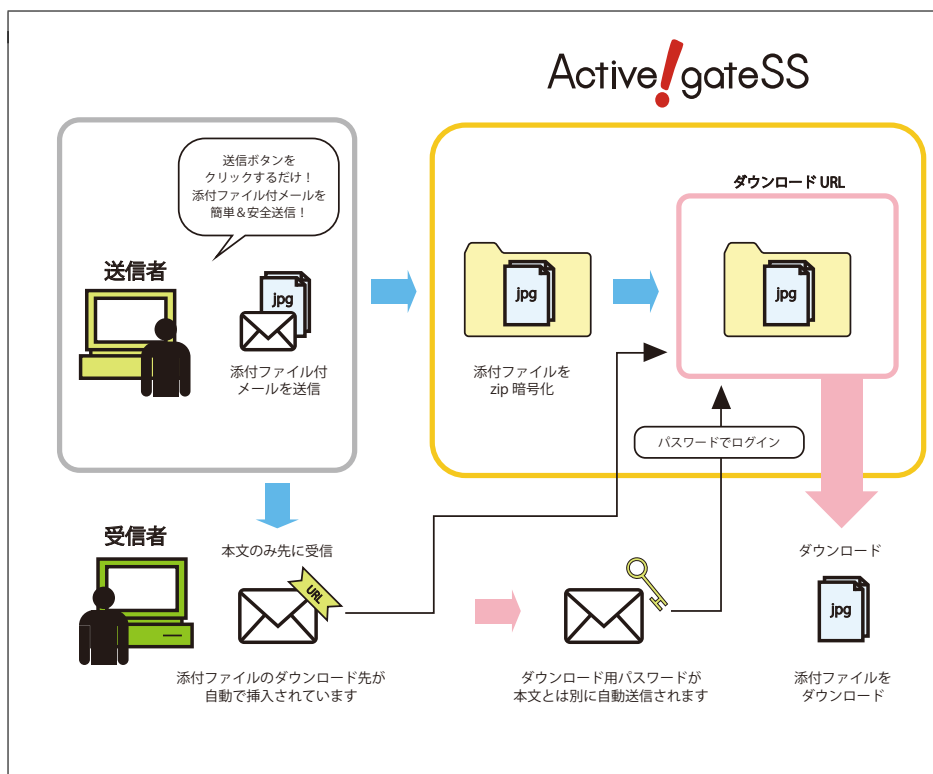 Active! gateSS
送信ボタンを
クリックするだけ！
添付ファイル付メールを
簡単＆安全送信！
送信者
jpg
添付ファイル付
メールを送信
jpg
添付ファイルを
zip 暗号化
ダウンロード URL
jpg
パスワードでログイン
受信者
本文のみ先に受信
URL
添付ファイルのダウンロード先が
自動で挿入されています
ダウンロード用パスワードが
本文とは別に自動送信されます
ダウンロード
jpg
添付ファイルを
ダウンロード